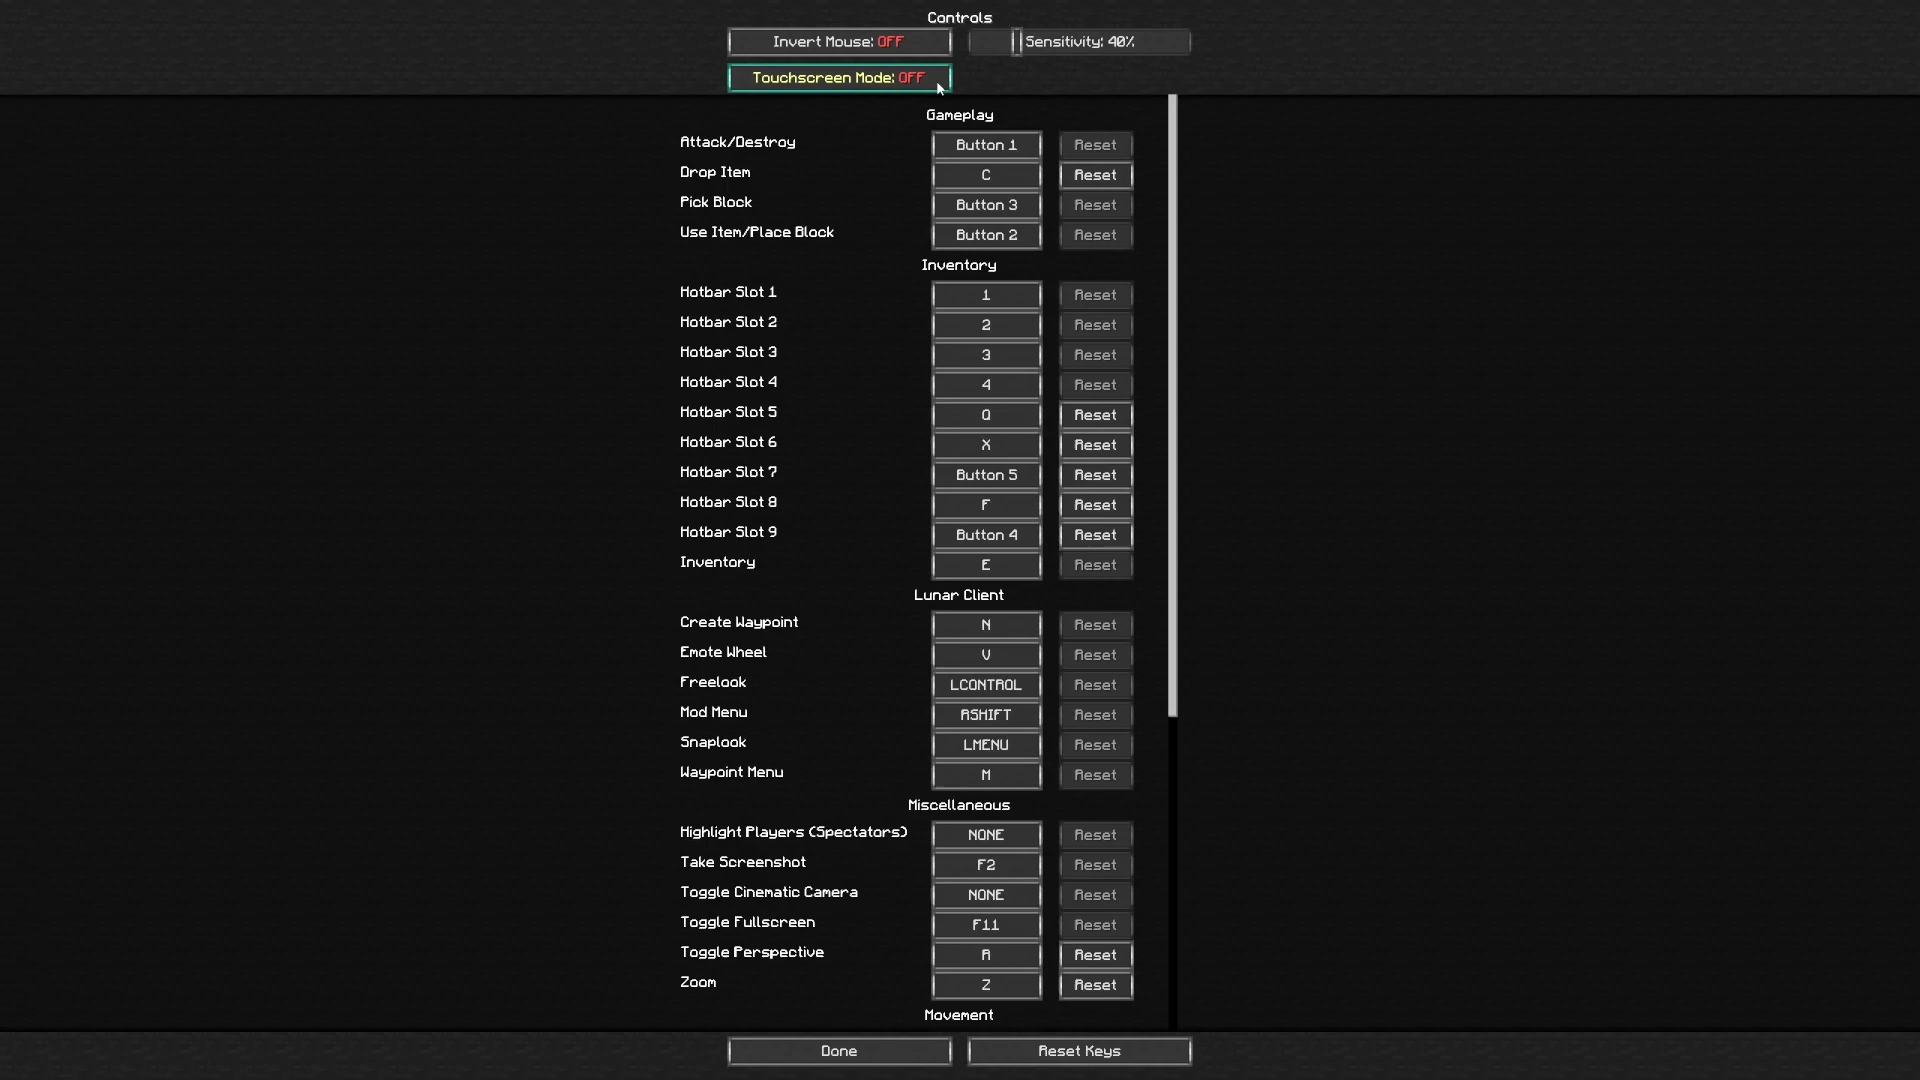 Controls
Invert Mouse: OFF Sensitivity: 40%
Touchscreen Mode: OFF
Gameplay
Attack/Destroy Button 1 Reset
Drop Item C Reset
Pick Block Button 3 Reset
Use Item/Place Block Button 2 Reset
Inventory
Hotbar Slot 1 1 Reset
Hotbar Slot 2 2 Reset
Hotbar Slot 3 3 Reset
Hotbar Slot 4 4 Reset
Hotbar Slot 5 Q Reset
Hotbar Slot 6 X Reset
Hotbar Slot 7 Button 5 Reset
Hotbar Slot 8 F Reset
Hotbar Slot 9 Button 4 Reset
Inventory E Reset
Lunar Client
Create Waypoint N Reset
Emote Wheel V Reset
Freelook LCONTROL Reset
Mod Menu RSHIFT Reset
Snaplook LMENU Reset
Waypoint Menu M Reset
Miscellaneous
Highlight Players (Spectators) NONE Reset
Take Screenshot F2 Reset
Toggle Cinematic Camera NONE Reset
Toggle Fullscreen F11 Reset
Toggle Perspective R Reset
Zoom Z Reset
Movement
Done Reset Keys